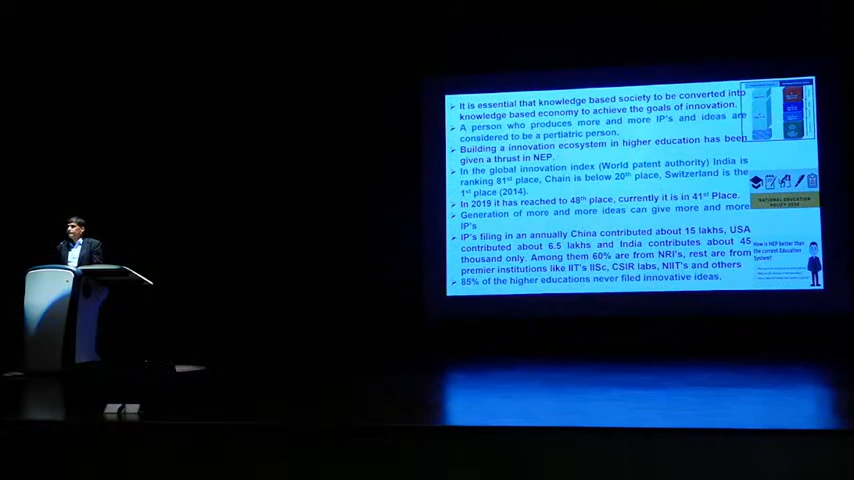 ➢ It is essential that knowledge based society to be converted into
knowledge based economy to achieve the goals of innovation.
➢ A person who produces more and more IP's and ideas are
considered to be a pertiatric person.
➢ Building a innovation ecosystem in higher education has been
given a thrust in NEP.
➢ In the global innovation index (World patent authority) India is
ranking 81st place, Chain is below 20th place, Switzerland is the
1st place (2014).
➢ In 2019 it has reached to 48th place, currently it is in 41st Place.
➢ Generation of more and more ideas can give more and more
IP's
➢ IP's filing in an annually China contributed about 15 lakhs, USA
contributed about 6.5 lakhs and India contributes about 45
thousand only. Among them 60% are from NRI's, rest are from
premier institutions like IIT's IISc, CSIR labs, NIIT's and others
➢ 85% of the higher educations never filed innovative ideas.
NATIONAL EDUCATION
POLICY 2020
How is NEP better than
the current Education
System?